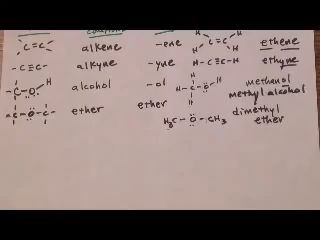 C=C alkene -ene H H C=C H H ethene
-C≡C- alkyne -yne H-C≡C-H ethyne
-C-Ö H alcohol -ol H H-C-Ö H H methanol
methyl alcohol
-C-Ö-C- ether ether H₃C-Ö-CH₃ dimethyl
ether